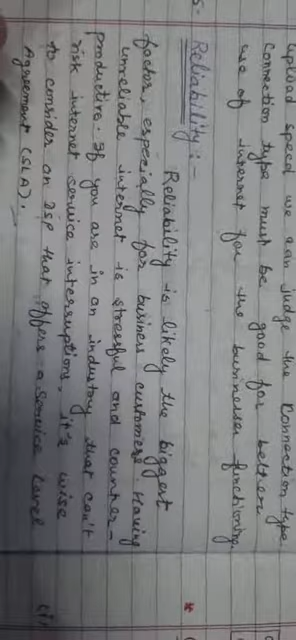 upload speed we can judge the connection type.
connection type must be good for better
use of internet for the businesses functioning.
5. Reliability:-
Reliability is likely the biggest
factor, especially for business customers. Having
unreliable internet is stressful and counter-
productive. If you are in an industry that can't
risk internet service interruptions, it's wise
to consider an ISP that offers a Service Level
Agreement (SLA).